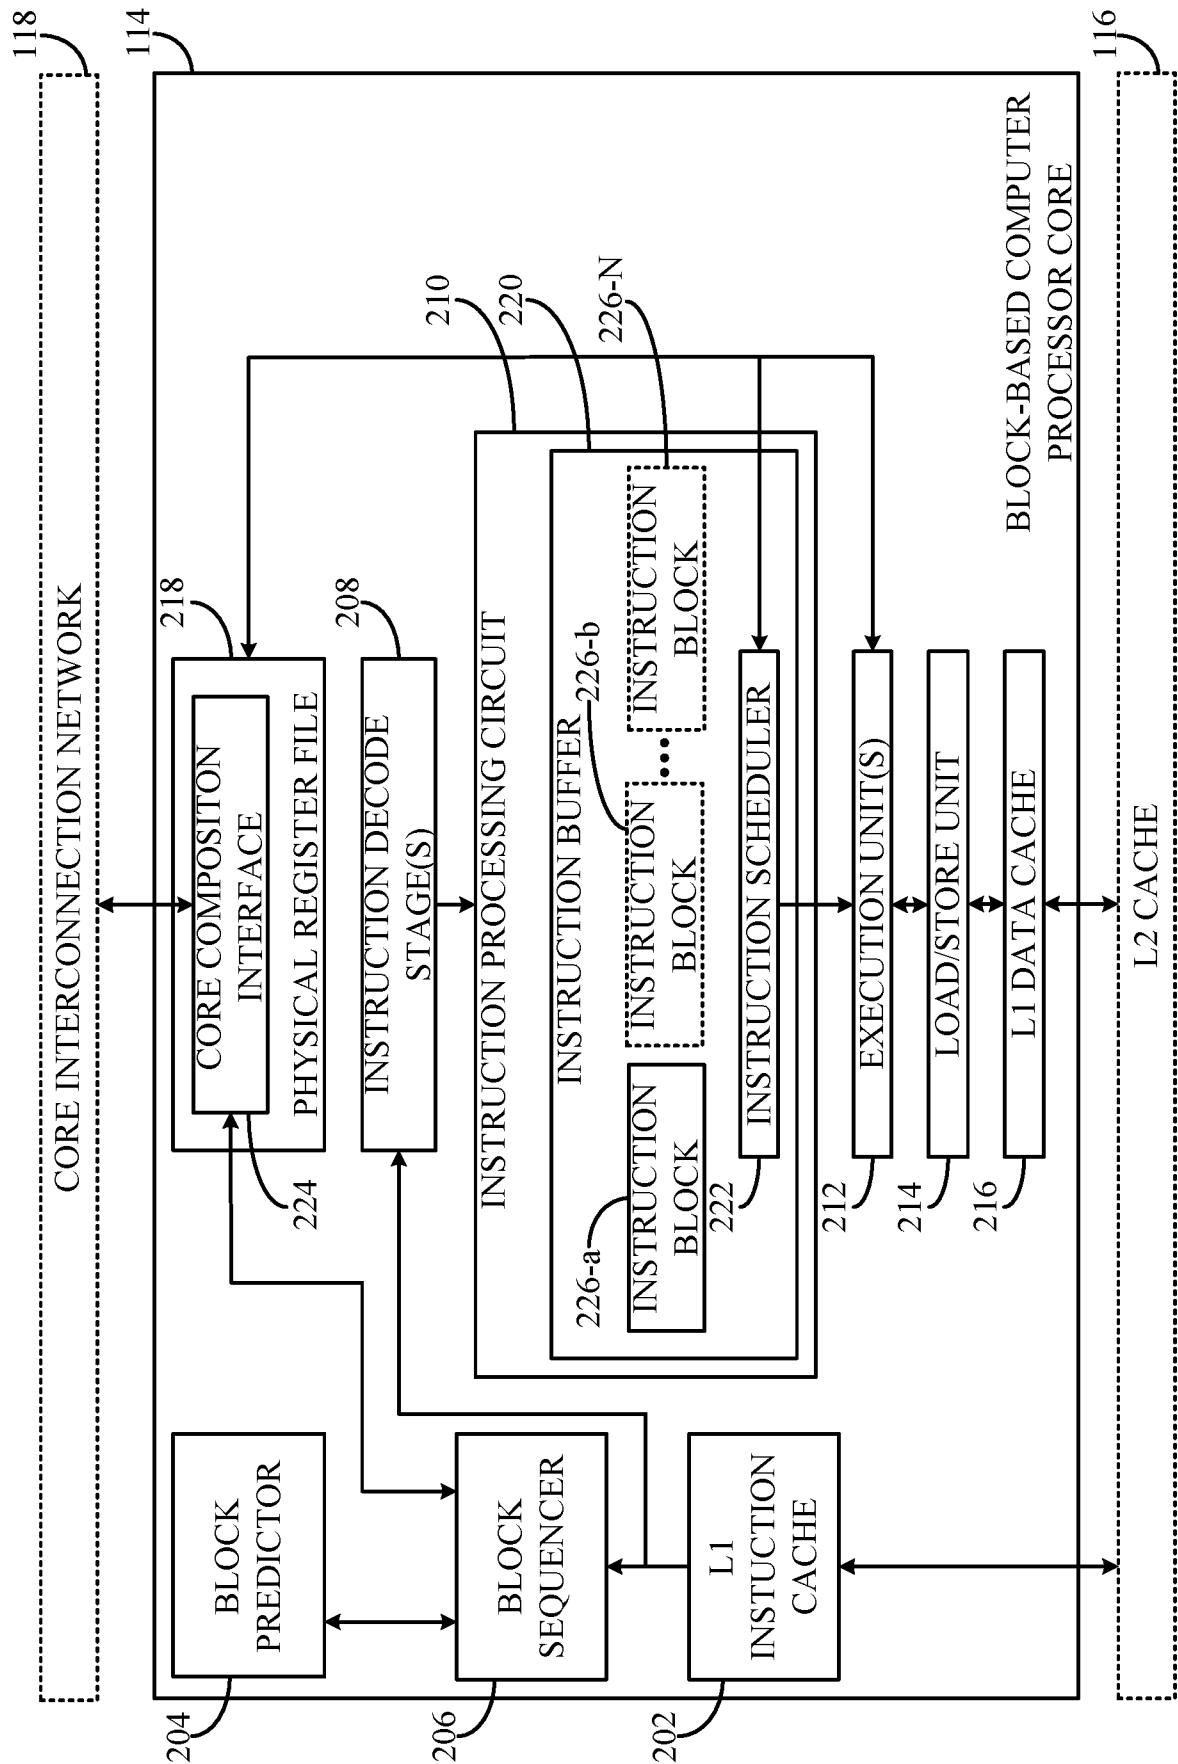 118
CORE INTERCONNECTION NETWORK
114
204
BLOCK
PREDICTOR
224
CORE COMPOSITON
INTERFACE
PHYSICAL REGISTER FILE
218
INSTRUCTION DECODE
STAGE(S)
208
206
BLOCK
SEQUENCER
INSTRUCTION PROCESSING CIRCUIT
210
INSTRUCTION BUFFER
220
226-a
INSTRUCTION
BLOCK
226-b
INSTRUCTION
BLOCK
226-N
INSTRUCTION
BLOCK
222
INSTRUCTION SCHEDULER
202
L1
INSTUCTION
CACHE
212
EXECUTION UNIT(S)
214
LOAD/STORE UNIT
216
L1 DATA CACHE
BLOCK-BASED COMPUTER
PROCESSOR CORE
116
L2 CACHE